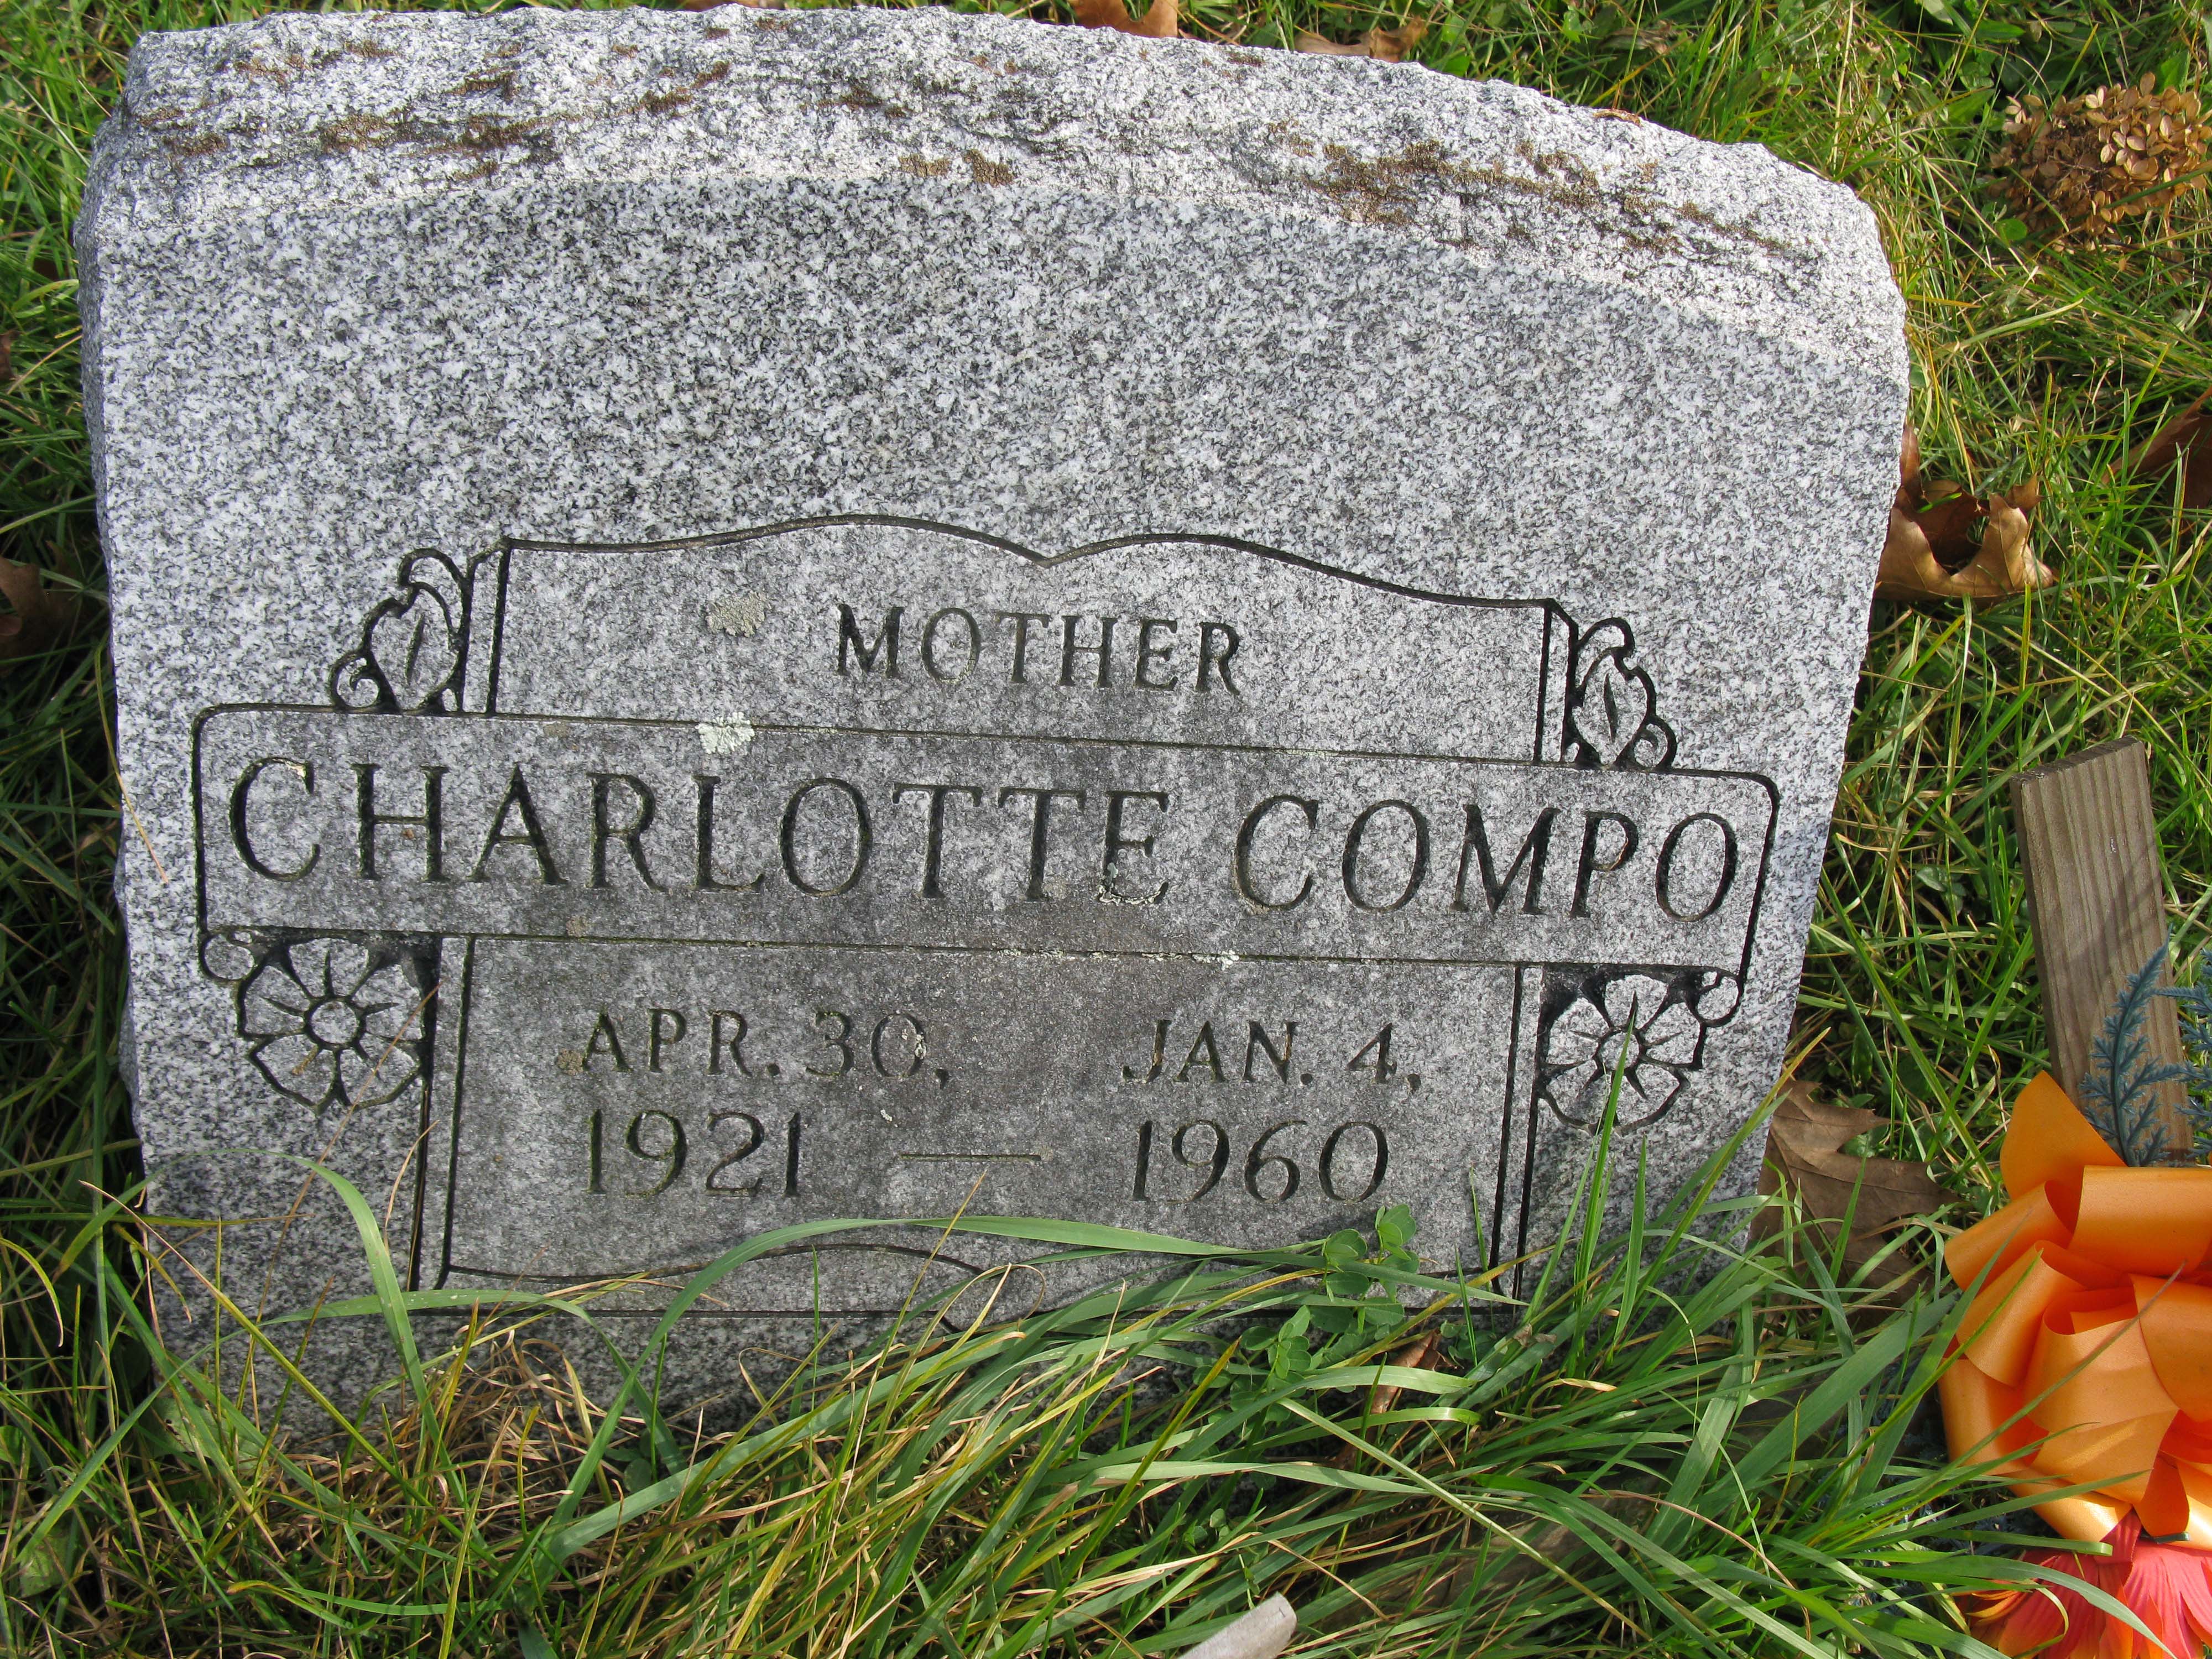 MOTHER
CHARLOTTE COMPO
APR. 30, JAN. 4,
1921 — 1960